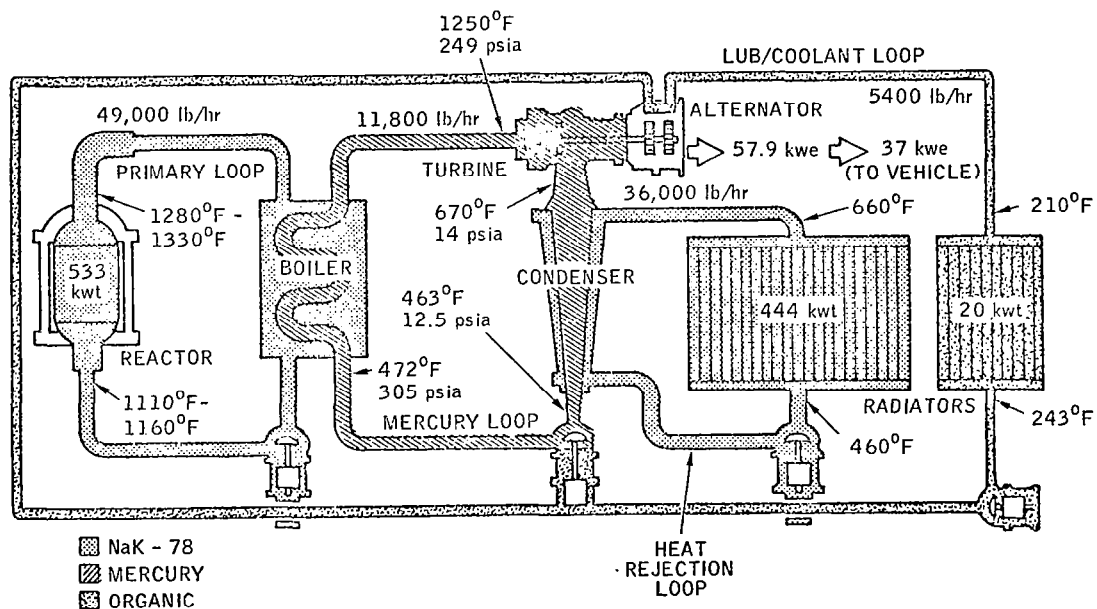 1250°F
249 psia
LUB/COOLANT LOOP
5400 lb/hr
49,000 lb/hr
11,800 lb/hr
ALTERNATOR
57.9 kwe
37 kwe
(TO VEHICLE)
PRIMARY LOOP
TURBINE
36,000 lb/hr
1280°F -
1330°F
670°F
14 psia
660°F
210°F
533
kwt
BOILER
CONDENSER
463°F
12.5 psia
444 kwt
20 kwt
REACTOR
472°F
305 psia
RADIATORS
1110°F-
1160°F
MERCURY LOOP
460°F
243°F
HEAT
REJECTION
LOOP
NaK - 78
MERCURY
ORGANIC